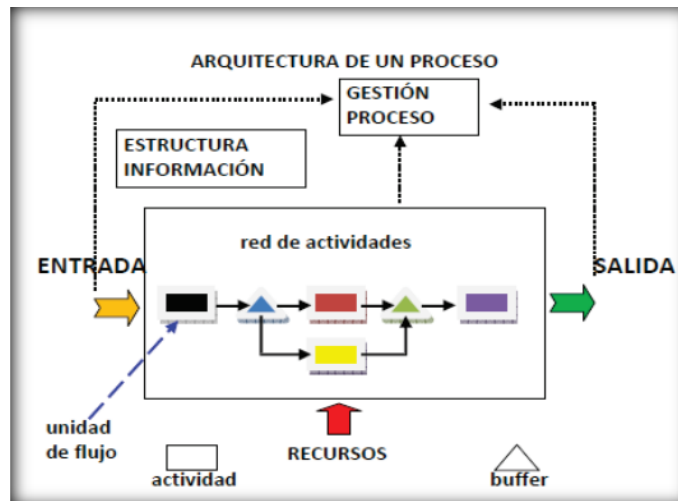 ARQUITECTURA DE UN PROCESO
GESTIÓN
PROCESO
ESTRUCTURA
INFORMACIÓN
red de actividades
ENTRADA
SALIDA
unidad
de flujo
RECURSOS
actividad
buffer